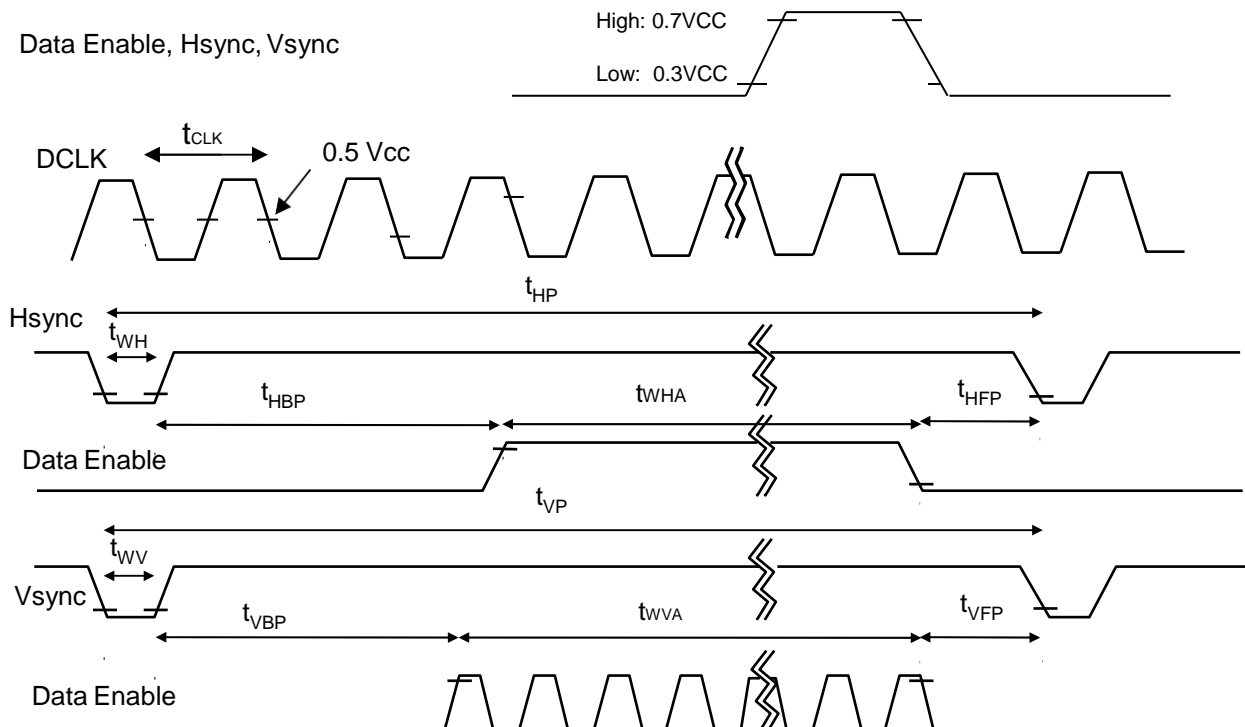 High: 0.7VCC
Data Enable, Hsync, Vsync
Low: 0.3VCC
tCLK
DCLK
0.5 Vcc
tHP
Hsync
tWH
tHBP
tWHA
tHFP
Data Enable
tVP
tWV
Vsync
tVBP
tWVA
tVFP
Data Enable